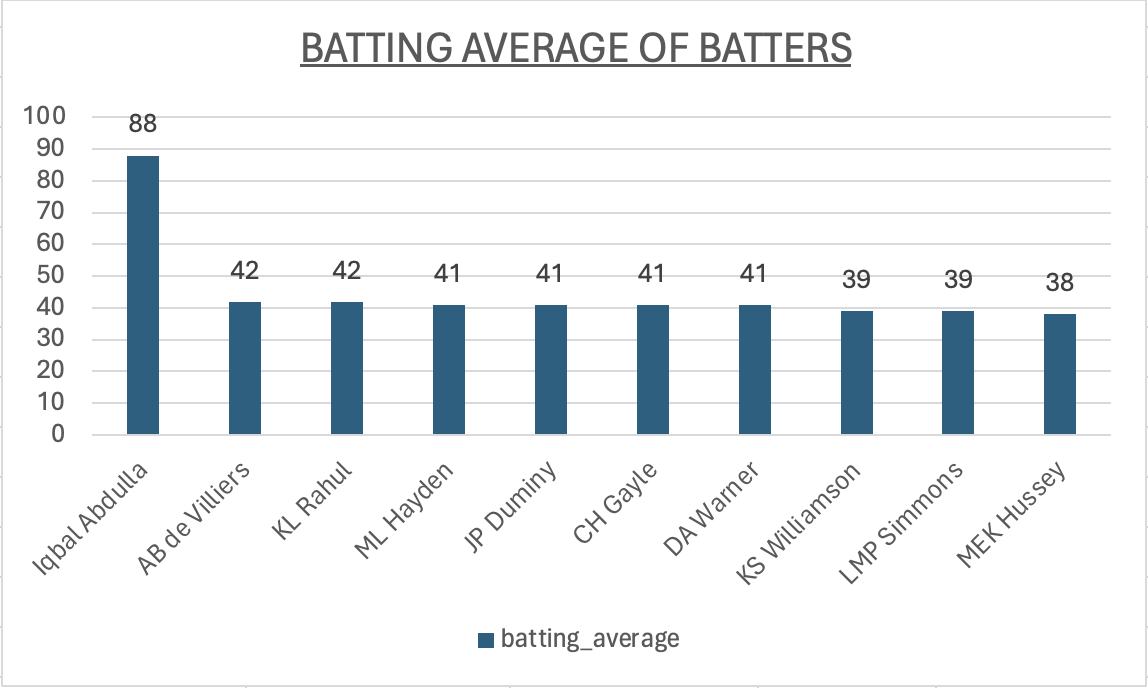 BATTING AVERAGE OF BATTERS
100
90
80
70
60
50
40
30
20
10
0
88
42
42
41
41
41
41
39
39
38
Iqbal Abdulla
AB de Villiers
KL Rahul
ML Hayden
JP Duminy
CH Gayle
DA Warner
KS Williamson
LMP Simmons
MEK Hussey
batting_average